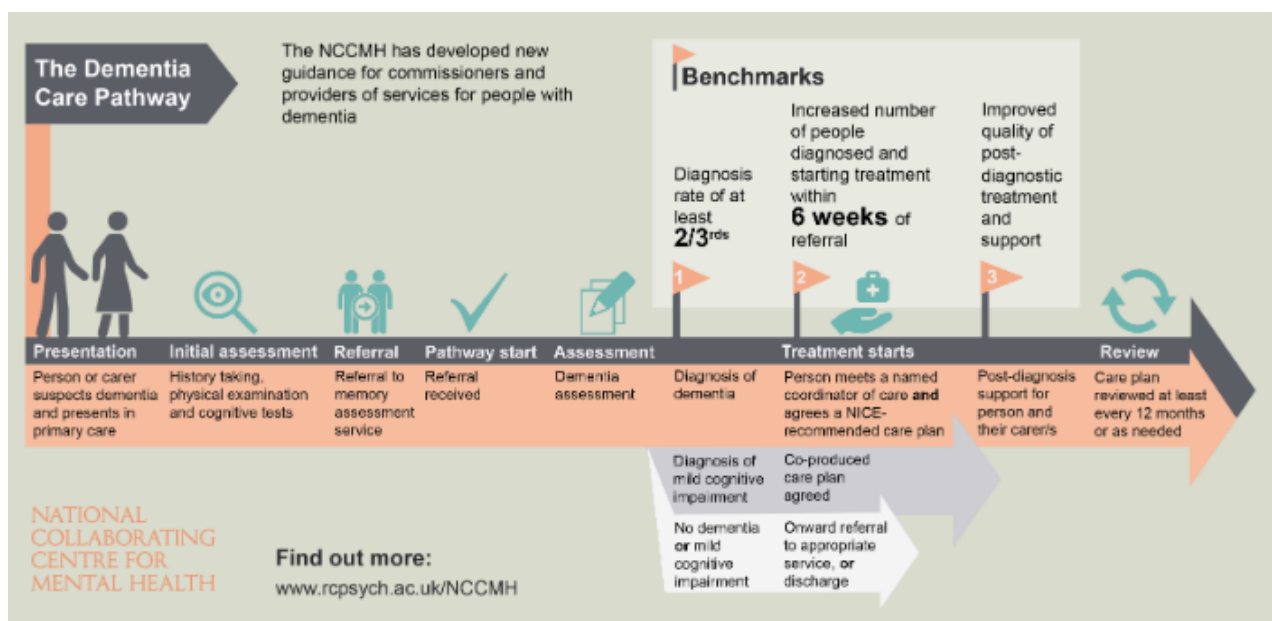 The Dementia
Care Pathway
The NCCMH has developed new
guidance for commissioners and
providers of services for people with
dementia
Benchmarks
Diagnosis
rate of at
least
2/3rds
Increased number
of people
diagnosed and
starting treatment
within
6 weeks of
referral
Improved
quality of
post-
diagnostic
treatment
and
support
1
2
3
Presentation
Person or carer
suspects dementia
and presents in
primary care
Initial assessment
History taking,
physical examination
and cognitive tests
Referral
Referral to
memory
assessment
service
Pathway start
Referral
received
Assessment
Dementia
assessment
Diagnosis of
dementia
Treatment starts
Person meets a named
coordinator of care and
agrees a NICE-
recommended care plan
Post-diagnosis
support for
person and
their carer/s
Review
Care plan
reviewed at least
every 12 months
or as needed
Diagnosis of
mild cognitive
impairment
Co-produced
care plan
agreed
No dementia
or mild
cognitive
impairment
Onward referral
to appropriate
service, or
discharge
NATIONAL
COLLABORATING
CENTRE FOR
MENTAL HEALTH
Find out more:
www.rcpsych.ac.uk/NCCMH